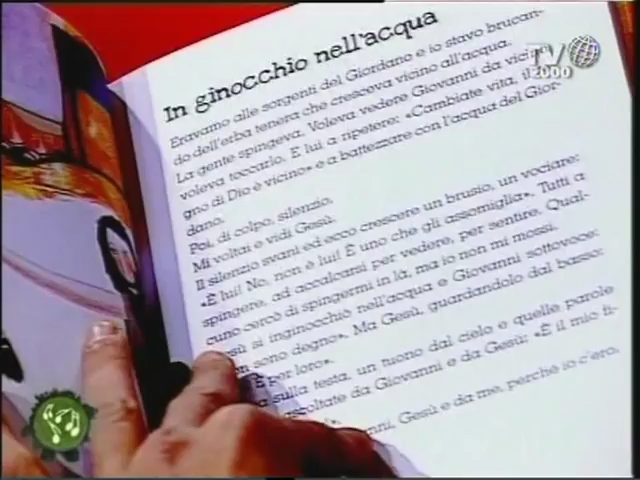 In ginocchio nell'acqua
TV
2000
Eravamo alle sorgenti del Giordano e io stavo brucan-
do dell'erba tenera che cresceva vicino all'acqua.
La gente spingeva. Voleva vedere Giovanni da vicino
voleva toccarlo. E lui a ripetere: «Cambiate vita, il
gno di Dio è vicino» e a battezzare con l'acqua del Gior-
dano.
Poi, di colpo, silenzio.
Mi voltai e vidi Gesù.
Il silenzio svanì ed ecco crescere un brusio, un vociare:
«È lui! No, non è lui! È uno che gli assomiglia». Tutti a
spingere, ad accalcarsi per vedere, per sentire. Qual-
cuno cercò di spingermi in là, ma io non mi mossi.
esù si inginocchiò nell'acqua e Giovanni sottovoce:
on sono degno». Ma Gesù, guardandolo dal basso:
È per loro».
a sulla testa, un tuono dal cielo e quelle parole
ascoltate da Giovanni e da Gesù: «È il mio fi-
nni, Gesù e da me, perché io c'ero.